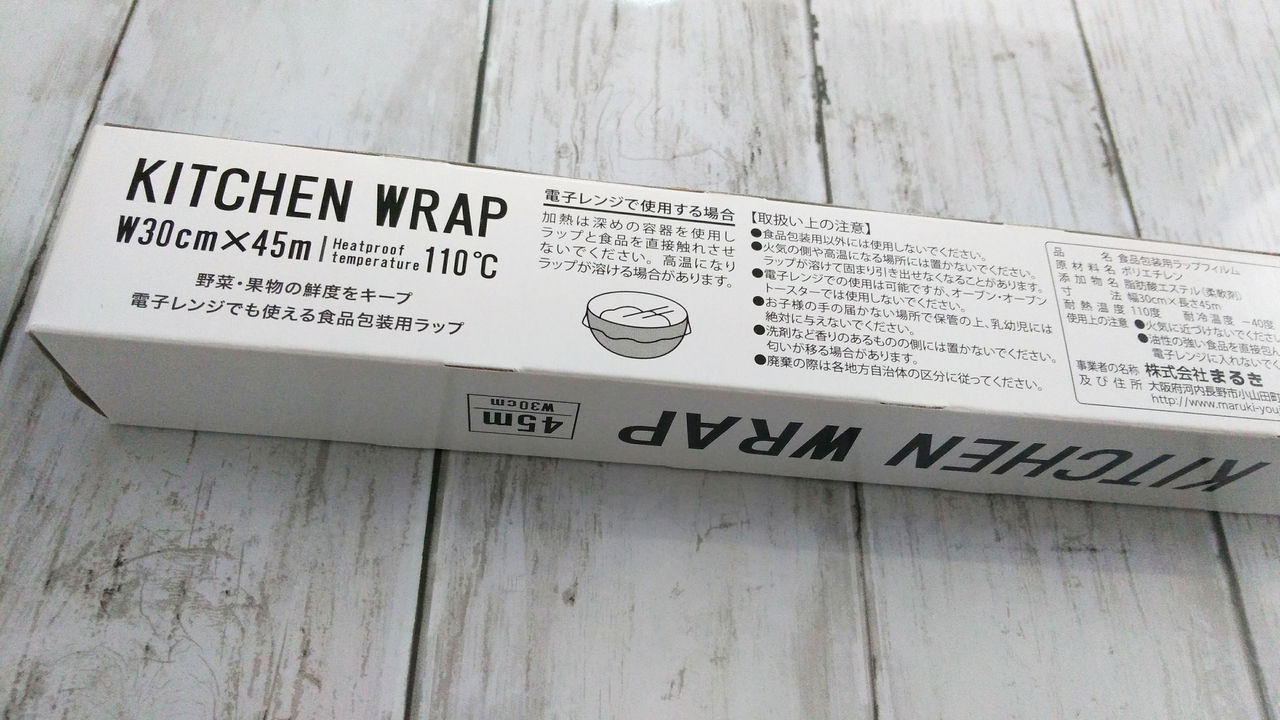 KITCHEN WRAP
W30cm×45m Heatproof temperature 110℃
野菜・果物の鮮度をキープ
電子レンジでも使える食品包装用ラップ
電子レンジで使用する場合
加熱は深めの容器を使用し
ラップと食品を直接触れさせ
ないでください。高温になり
ラップが溶ける場合があります。
【取扱い上の注意】
●食品包装用以外には使用しないでください。
●火気の側や高温になる場所には置かないでください。
ラップが溶けて固まり引き出せなくなることがあります。
●電子レンジでの使用は可能ですが、オーブン・オーブン
トースターでは使用しないでください。
●お子様の手の届かない場所で保管の上、乳幼児には
絶対に与えないでください。
●洗剤など香りのあるものの側には置かないでください。
匂いが移る場合があります。
●廃棄の際は各地方自治体の区分に従ってください。
品名 食品包装用ラップフィルム
原材料名 ポリエチレン
添加物名 脂肪酸エステル(柔軟剤)
寸法 幅30cm×長さ45m
耐熱温度 110度 耐冷温度 −40度
使用上の注意 ●火気に近づけないでくださ
●油性の強い食品を直接包ん
電子レンジに入れないで
事業者の名称 株式会社まるき
及び住所 大阪府河内長野市小山田町
http://www.maruki-you
45m
W30cm
KITCHEN WRAP